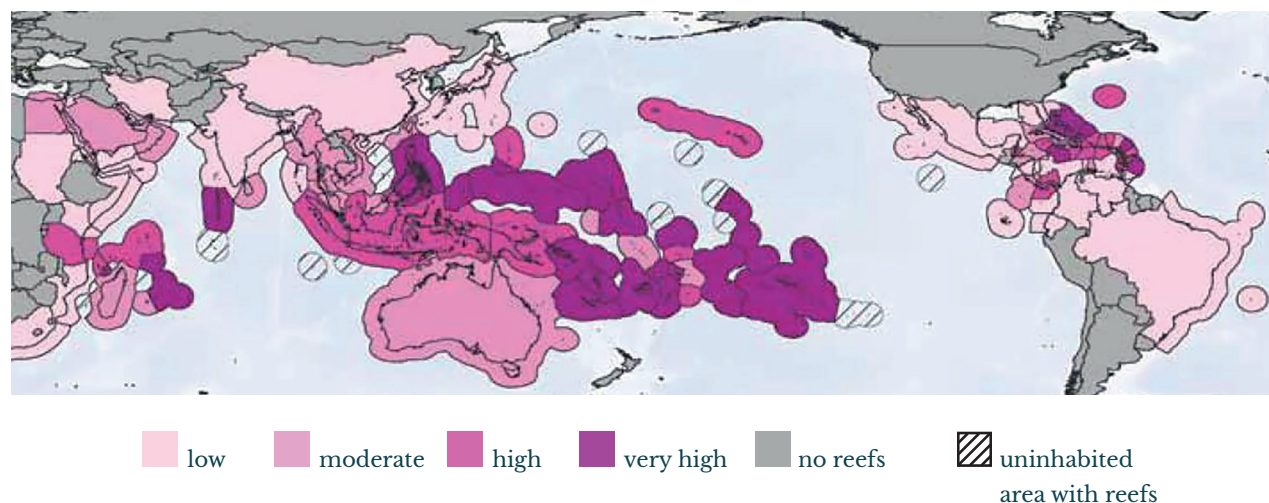 low
moderate
high
very high
no reefs
uninhabited
area with reefs